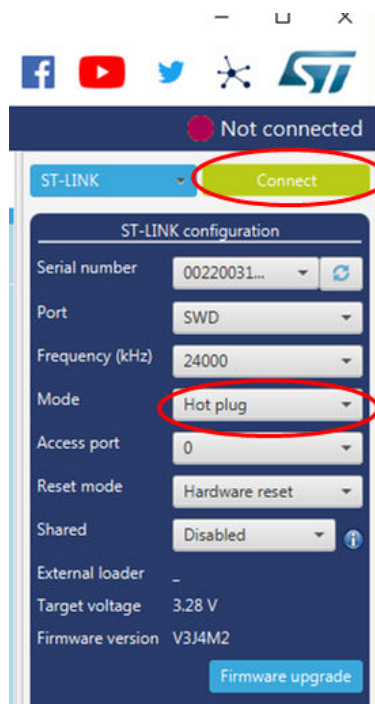 ST
Not connected
ST-LINK Connect
ST-LINK configuration
Serial number 00220031...
Port SWD
Frequency (kHz) 24000
Mode Hot plug
Access port 0
Reset mode Hardware reset
Shared Disabled
External loader _
Target voltage 3.28 V
Firmware version V3J4M2
Firmware upgrade